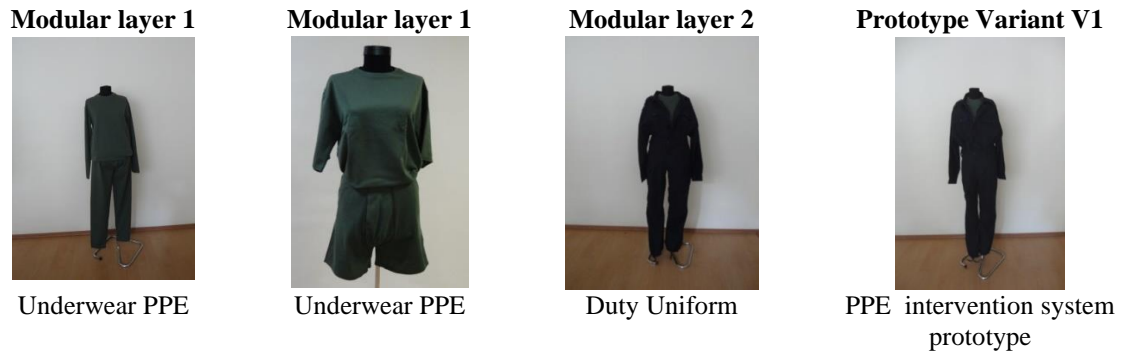 Modular layer 1
Modular layer 1
Modular layer 2
Prototype Variant V1
Underwear PPE
Underwear PPE
Duty Uniform
PPE intervention system
prototype